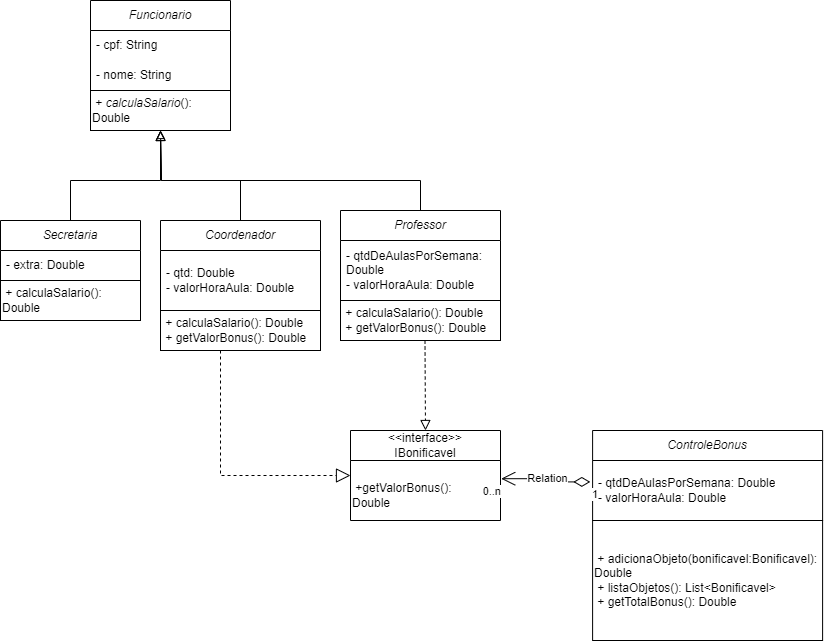 Funcionario
- cpf: String
- nome: String
+ calculaSalario():
Double
Secretaria
- extra: Double
+ calculaSalario():
Double
Coordenador
- qtd: Double
- valorHoraAula: Double
+ calculaSalario(): Double
+ getValorBonus(): Double
Professor
- qtdDeAulasPorSemana:
Double
- valorHoraAula: Double
+ calculaSalario(): Double
+ getValorBonus(): Double
<<interface>>
IBonificavel
+getValorBonus():
Double
0..n
Relation
1
ControleBonus
- qtdDeAulasPorSemana: Double
- valorHoraAula: Double
+ adicionaObjeto(bonificavel:Bonificavel):
Double
+ listaObjetos(): List<Bonificavel>
+ getTotalBonus(): Double